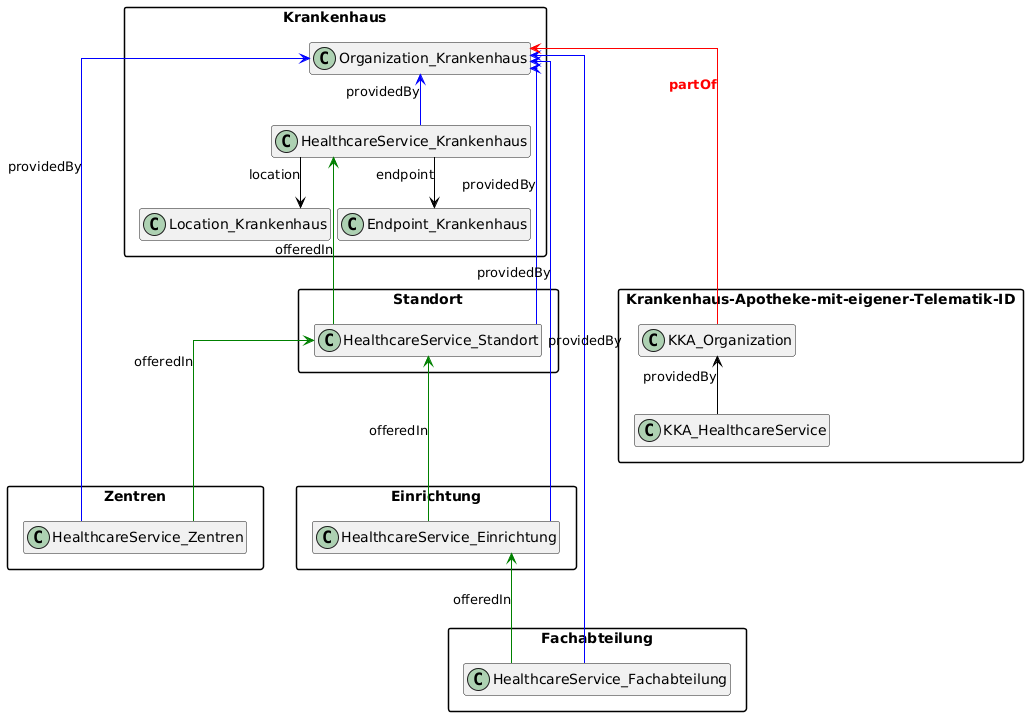 Krankenhaus
C Organization_Krankenhaus
partOf
providedBy
C HealthcareService_Krankenhaus
providedBy
location
endpoint
providedBy
C Location_Krankenhaus
C Endpoint_Krankenhaus
offeredIn
providedBy
Standort
Krankenhaus-Apotheke-mit-eigener-Telematik-ID
C HealthcareService_Standort
providedBy
C KKA_Organization
offeredIn
providedBy
offeredIn
C KKA_HealthcareService
Zentren
Einrichtung
C HealthcareService_Zentren
C HealthcareService_Einrichtung
offeredIn
Fachabteilung
C HealthcareService_Fachabteilung